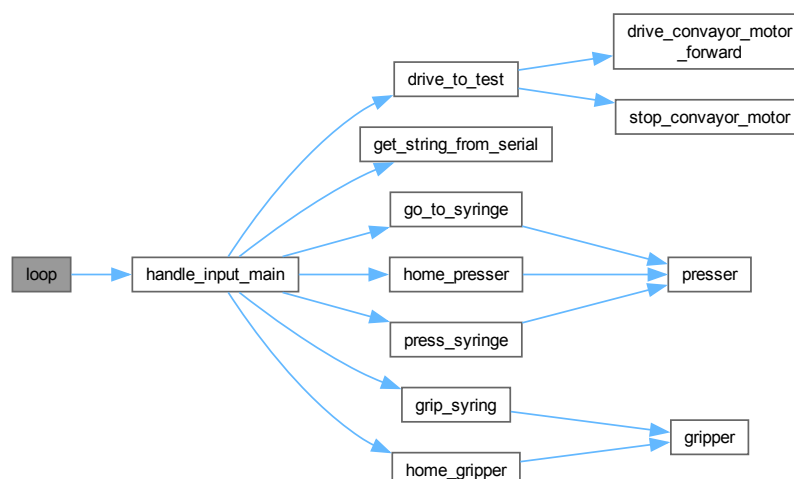 drive_convayor_motor
_forward
drive_to_test
stop_convayor_motor
get_string_from_serial
go_to_syringe
loop
handle_input_main
home_presser
presser
press_syringe
grip_syring
gripper
home_gripper